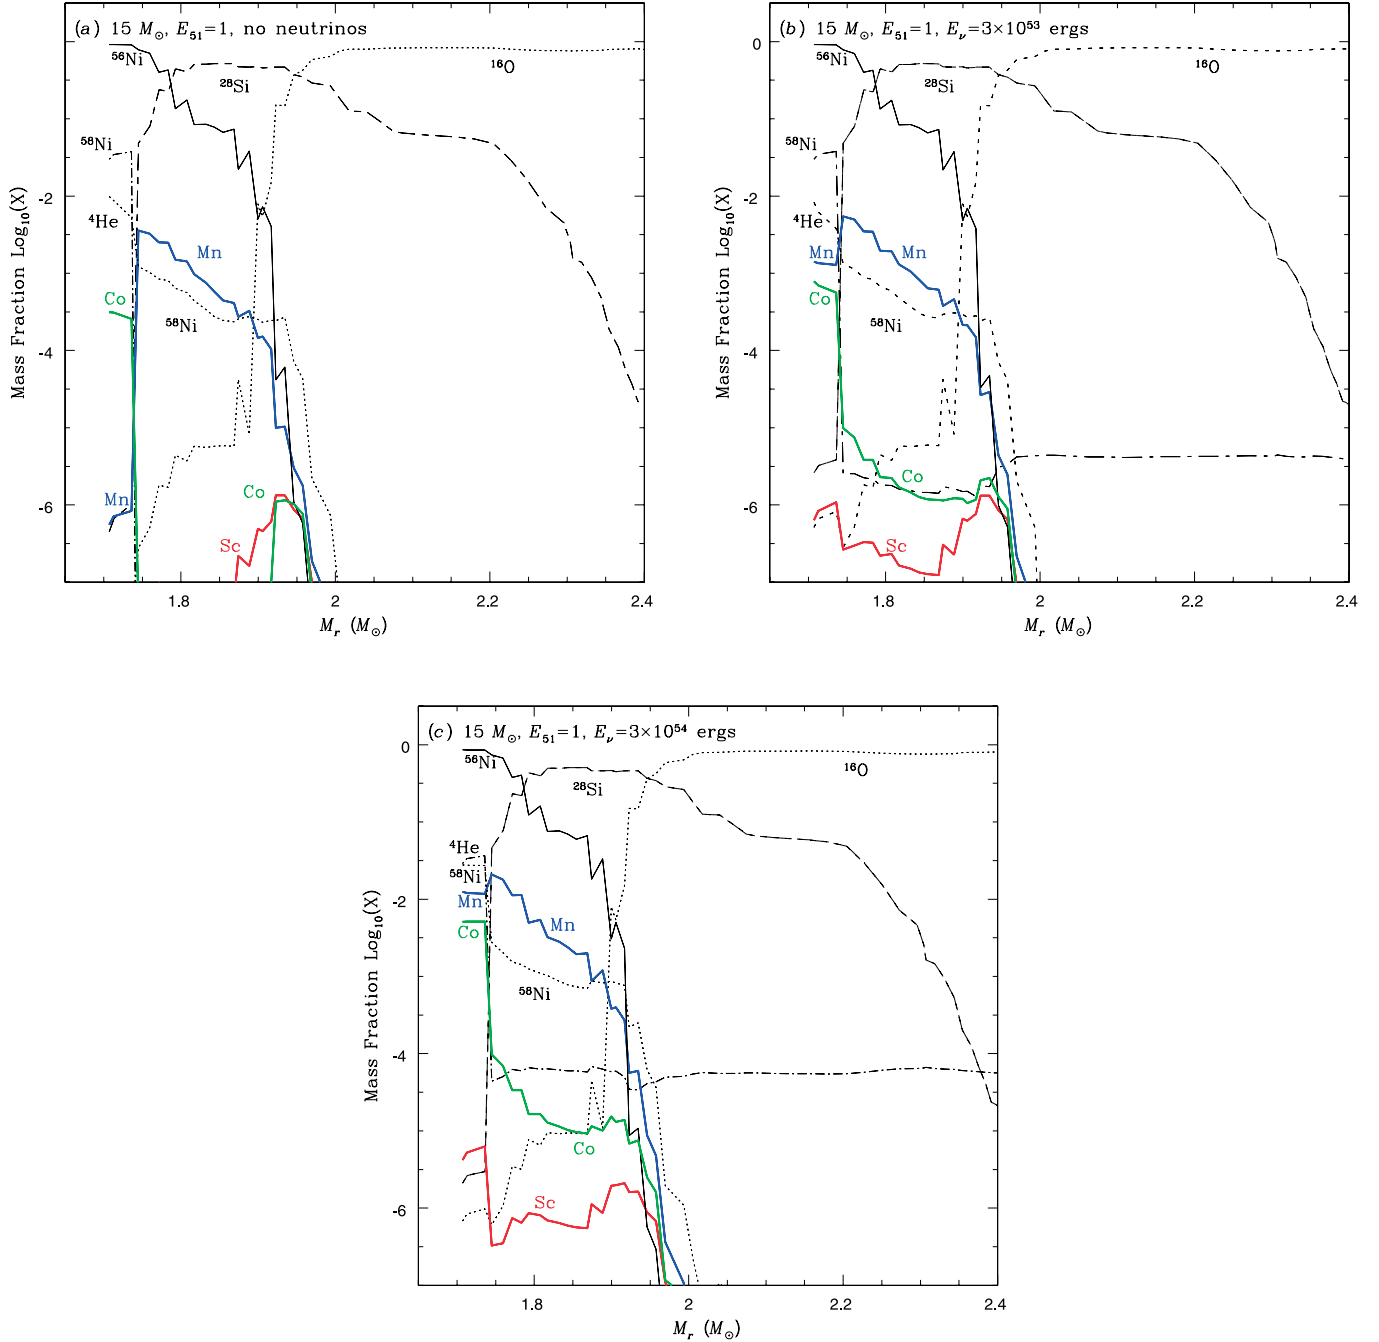 (a) 15 M⊙, E₅₁=1, no neutrinos
⁵⁶Ni
²⁸Si
¹⁶O
⁵⁸Ni
⁴He
Mn
Co
⁵⁸Ni
Mn
Co
Sc
0
-2
-4
-6
Mass Fraction Log₁₀(X)
1.8 2 2.2 2.4
Mᵣ (M⊙)
(b) 15 M⊙, E₅₁=1, Eν=3×10⁵³ ergs
0
-2
-4
-6
⁵⁶Ni
²⁸Si
¹⁶O
⁵⁸Ni
⁴He
Mn
Mn
Co
⁵⁸Ni
Co
Sc
Mass Fraction Log₁₀(X)
1.8 2 2.2 2.4
Mᵣ (M⊙)
(c) 15 M⊙, E₅₁=1, Eν=3×10⁵⁴ ergs
0
-2
-4
-6
⁵⁶Ni
²⁸Si
¹⁶O
⁴He
⁵⁸Ni
Mn
Co
Mn
⁵⁸Ni
Co
Sc
Mass Fraction Log₁₀(X)
1.8 2 2.2 2.4
Mᵣ (M⊙)